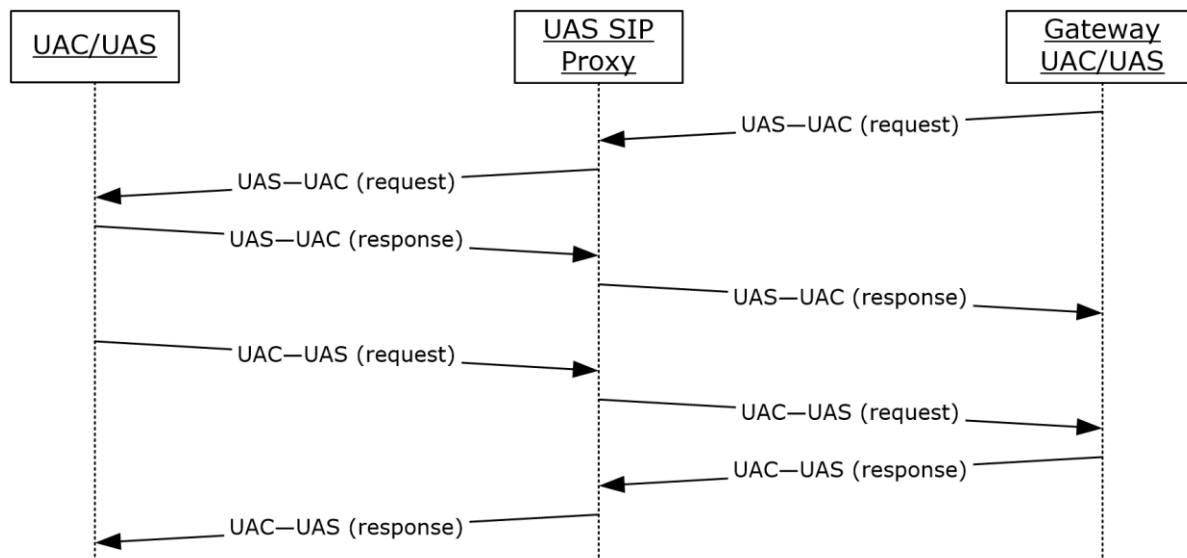 UAC/UAS
UAS SIP
Proxy
Gateway
UAC/UAS
UAS—UAC (request)
UAS—UAC (request)
UAS—UAC (response)
UAS—UAC (response)
UAC—UAS (request)
UAC—UAS (request)
UAC—UAS (response)
UAC—UAS (response)